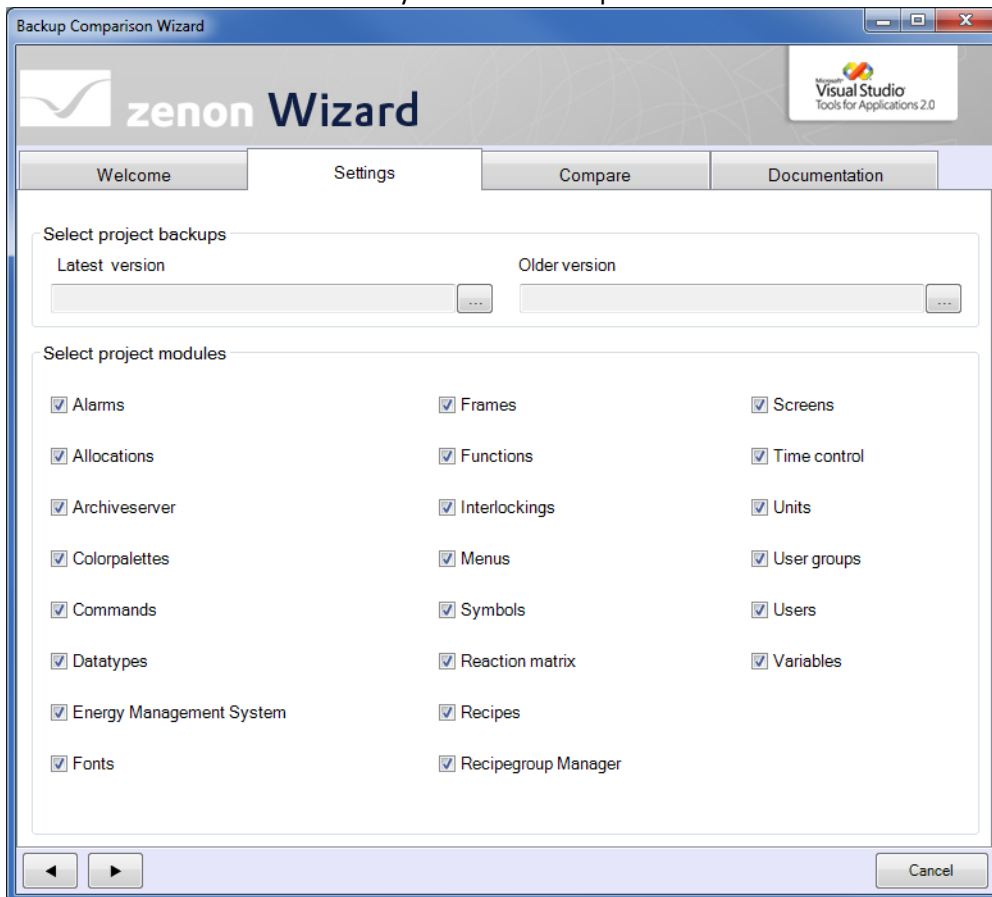 Backup Comparison Wizard
zenon Wizard
Microsoft
Visual Studio
Tools for Applications 2.0
Welcome Settings Compare Documentation
Select project backups
Latest version Older version
... ...
Select project modules
Alarms Frames Screens
Allocations Functions Time control
Archiveserver Interlockings Units
Colorpalettes Menus User groups
Commands Symbols Users
Datatypes Reaction matrix Variables
Energy Management System Recipes
Fonts Recipegroup Manager
Cancel